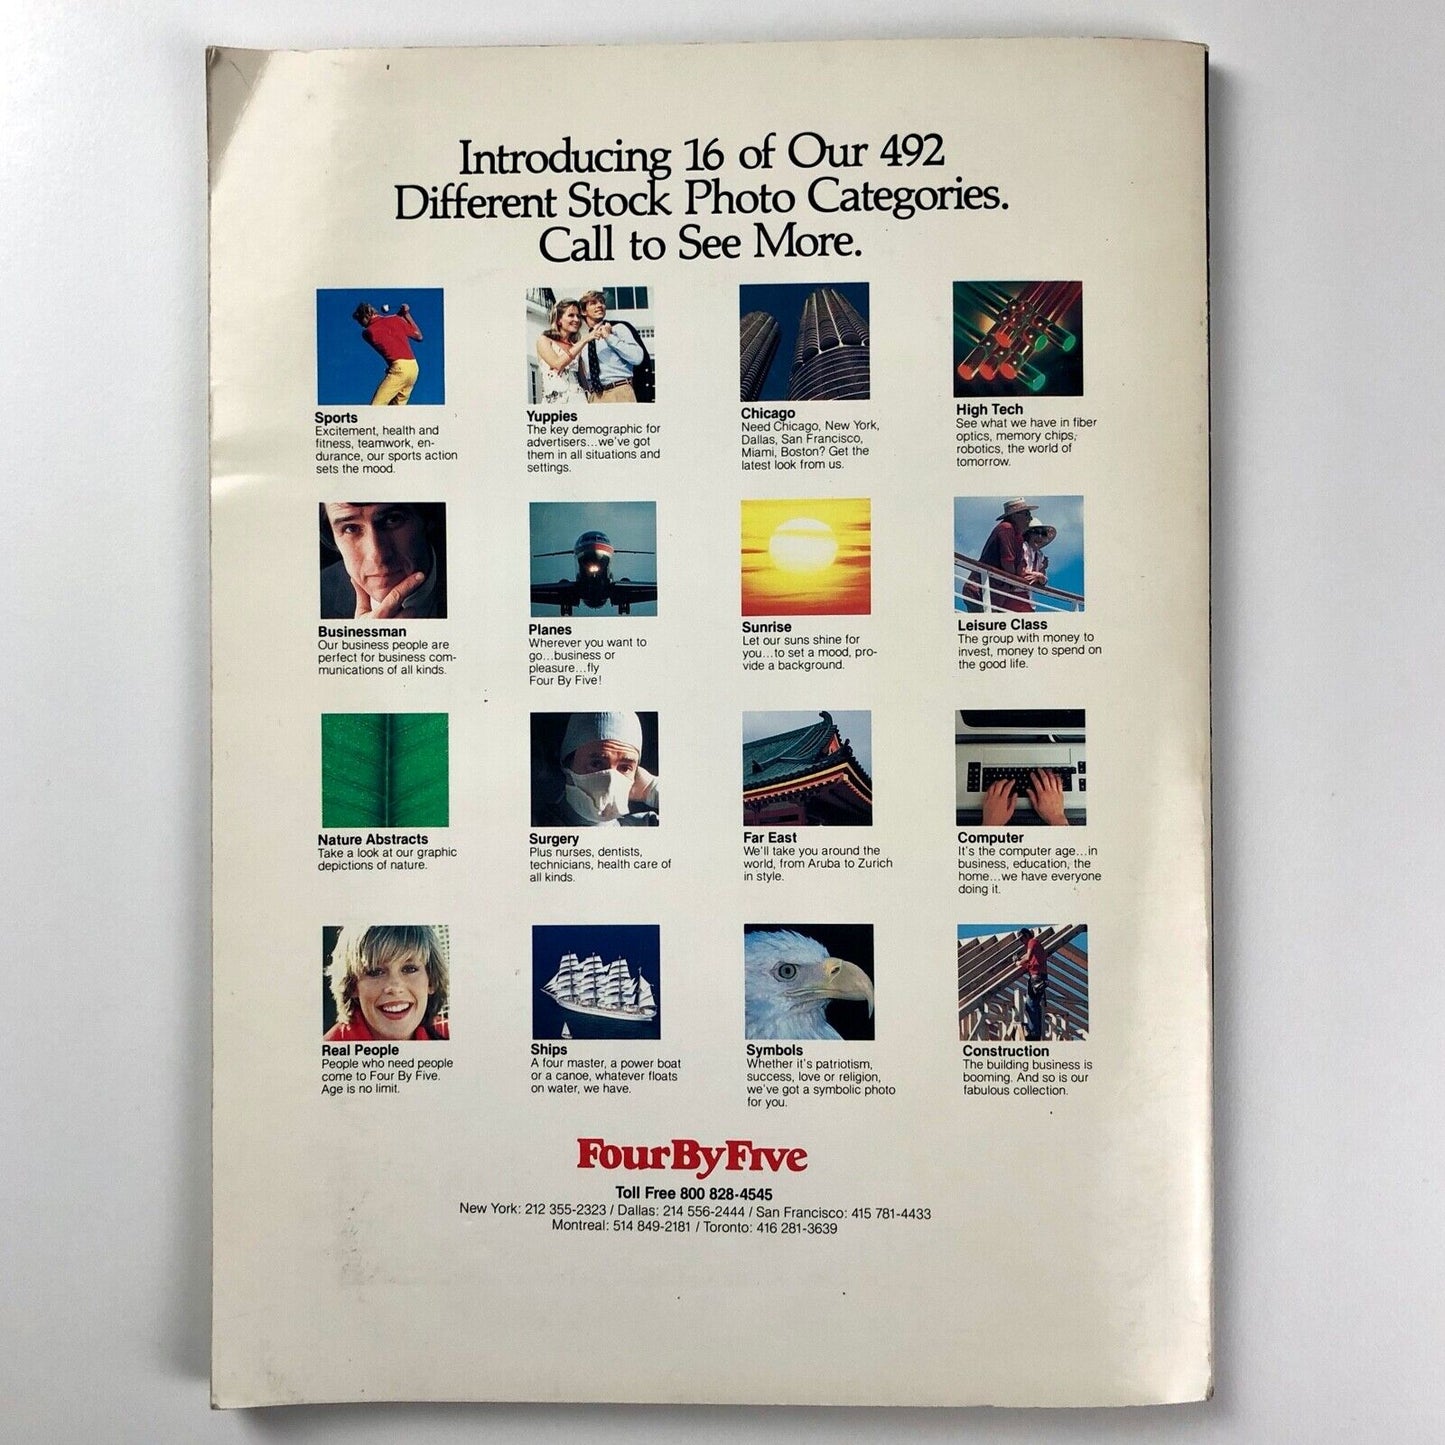 Introducing 16 of Our 492
Different Stock Photo Categories.
Call to See More.
Sports
Excitement, health and
fitness, teamwork, en-
durance, our sports action
sets the mood.
Yuppies
The key demographic for
advertisers...we've got
them in all situations and
settings.
Chicago
Need Chicago, New York,
Dallas, San Francisco,
Miami, Boston? Get the
latest look from us.
High Tech
See what we have in fiber
optics, memory chips,
robotics, the world of
tomorrow.
Businessman
Our business people are
perfect for business com-
munications of all kinds.
Planes
Wherever you want to
go...business or
pleasure...fly
Four By Five!
Sunrise
Let our suns shine for
you...to set a mood, pro-
vide a background.
Leisure Class
The group with money to
invest, money to spend on
the good life.
Nature Abstracts
Take a look at our graphic
depictions of nature.
Surgery
Plus nurses, dentists,
technicians, health care of
all kinds.
Far East
We'll take you around the
world, from Aruba to Zurich
in style.
Computer
It's the computer age...in
business, education, the
home...we have everyone
doing it.
Real People
People who need people
come to Four By Five.
Age is no limit.
Ships
A four master, a power boat
or a canoe, whatever floats
on water, we have.
Symbols
Whether it's patriotism,
success, love or religion,
we've got a symbolic photo
for you.
Construction
The building business is
booming. And so is our
fabulous collection.
FourByFive
Toll Free 800 828-4545
New York: 212 355-2323 / Dallas: 214 556-2444 / San Francisco: 415 781-4433
Montreal: 514 849-2181 / Toronto: 416 281-3639